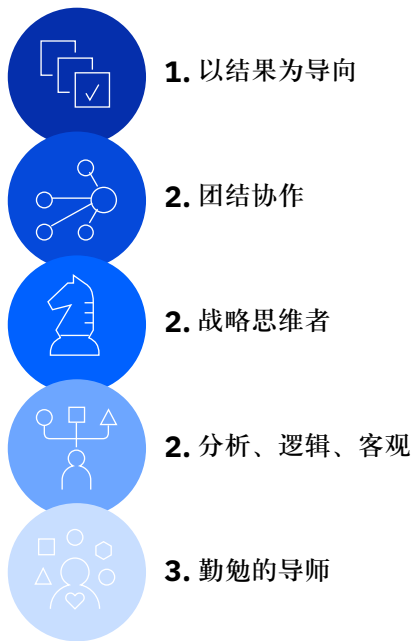 1. 以结果为导向
2. 团结协作
2. 战略思维者
2. 分析、逻辑、客观
3. 勤勉的导师